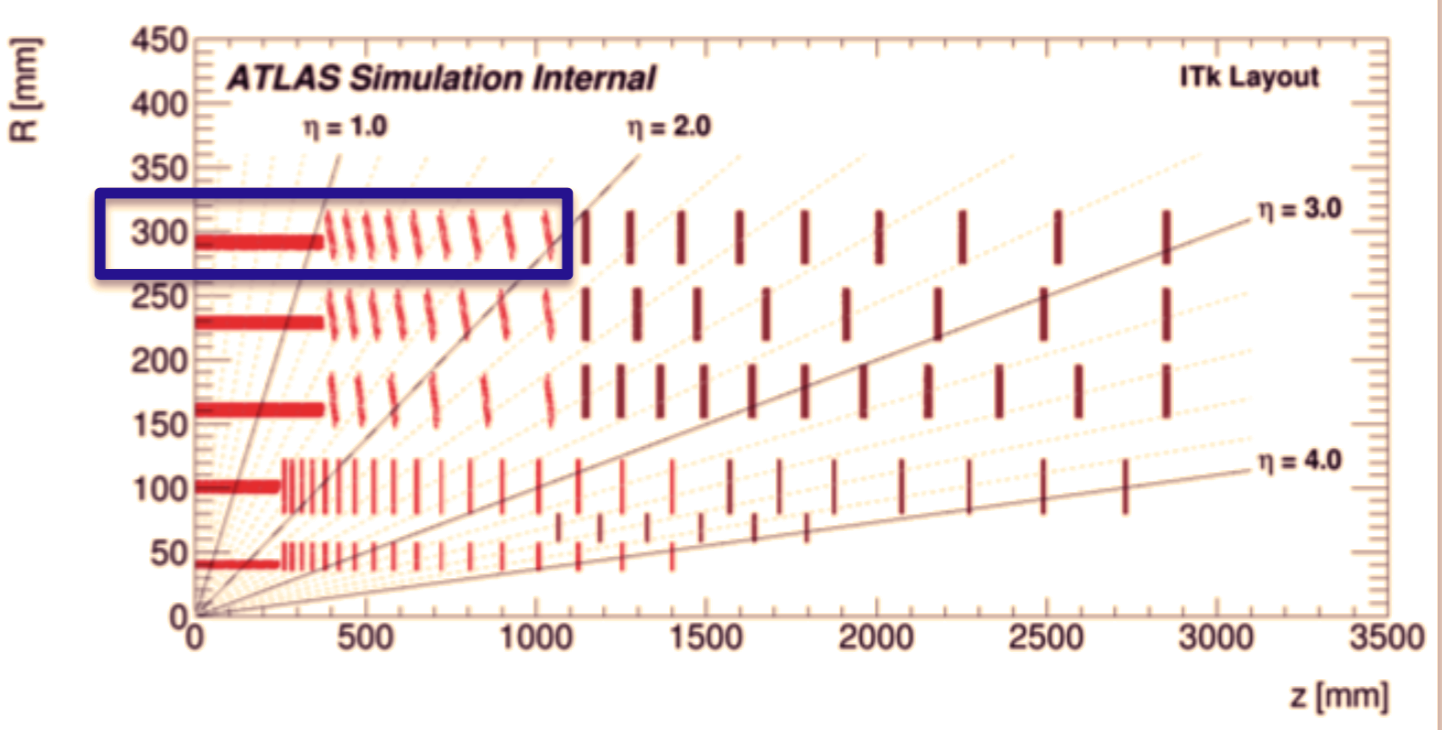 R [mm]
450
400
350
300
250
200
150
100
50
0
ATLAS Simulation Internal
ITk Layout
η = 1.0
η = 2.0
η = 3.0
η = 4.0
0
500
1000
1500
2000
2500
3000
3500
z [mm]